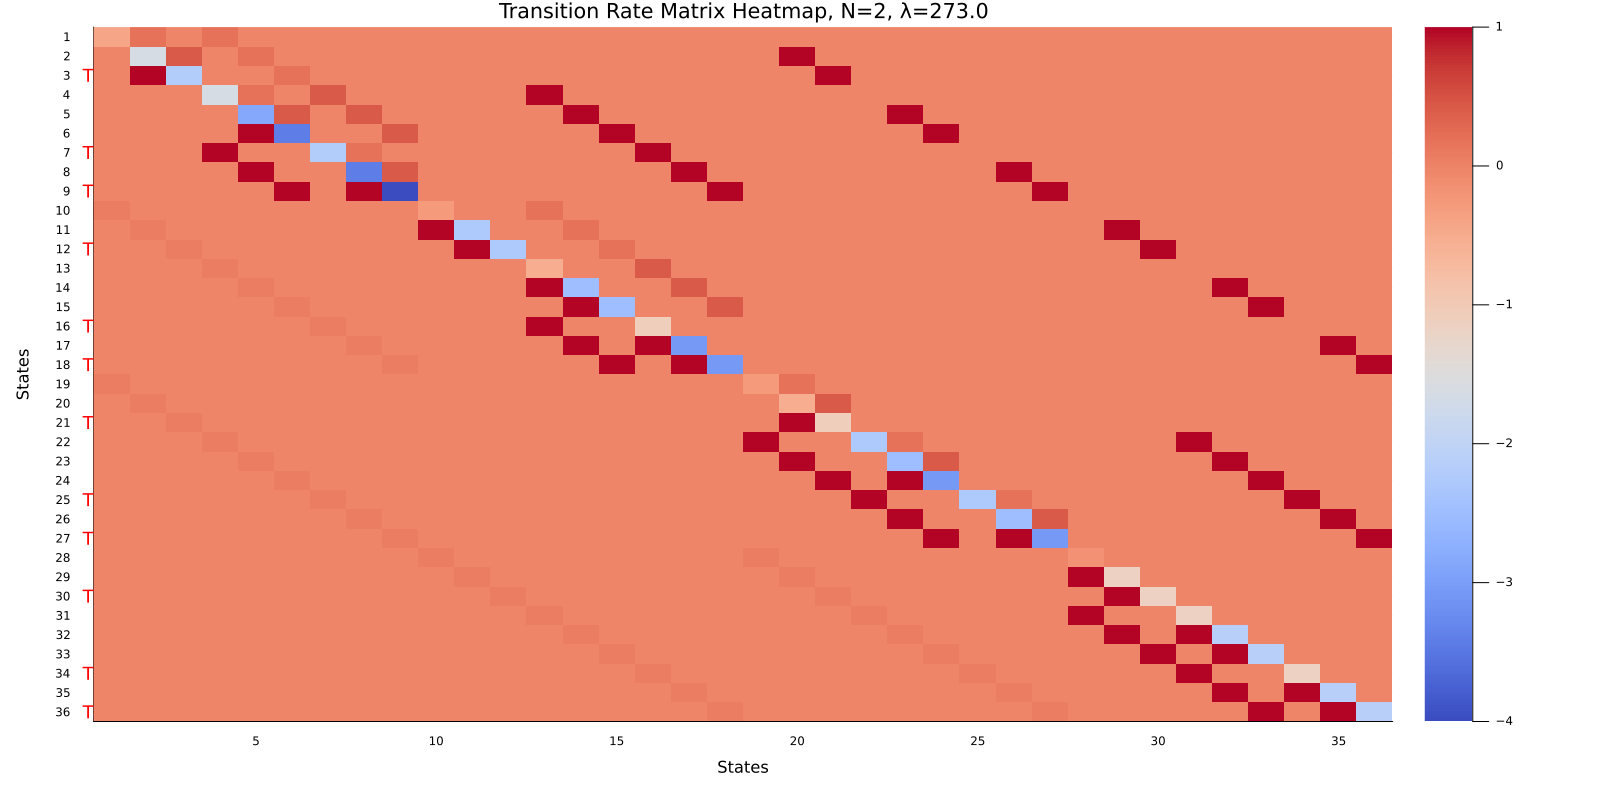 Transition Rate Matrix Heatmap, N=2, λ=273.0
1
2
3 T
4
5
6
7 T
8
9 T
10
11
12 T
13
14
15
16 T
17
18 T
19
20
21 T
22
23
24
25 T
26
27 T
28
29
30 T
31
32
33
34 T
35
36 T
States
5 10 15 20 25 30 35
States
1
0
−1
−2
−3
−4